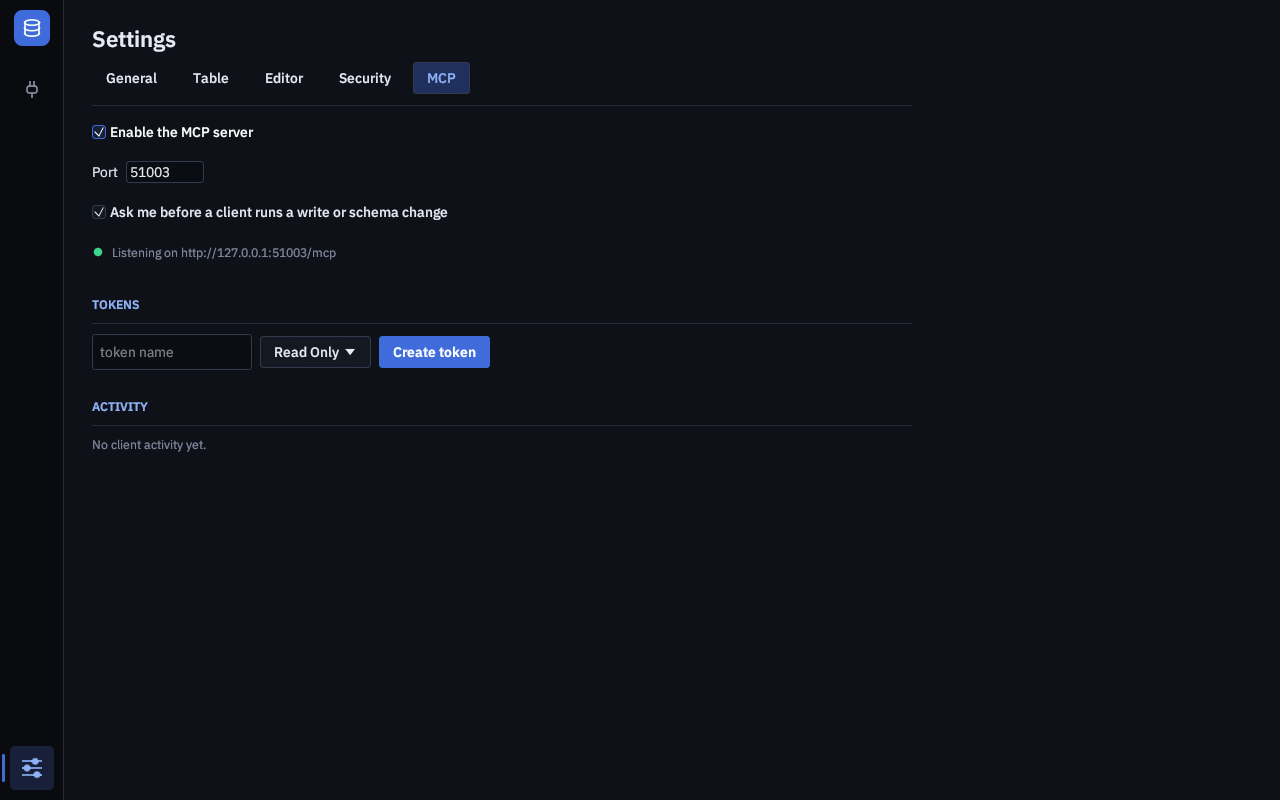 Settings
General Table Editor Security MCP
Enable the MCP server
Port 51003
Ask me before a client runs a write or schema change
Listening on http://127.0.0.1:51003/mcp
TOKENS
token name Read Only Create token
ACTIVITY
No client activity yet.